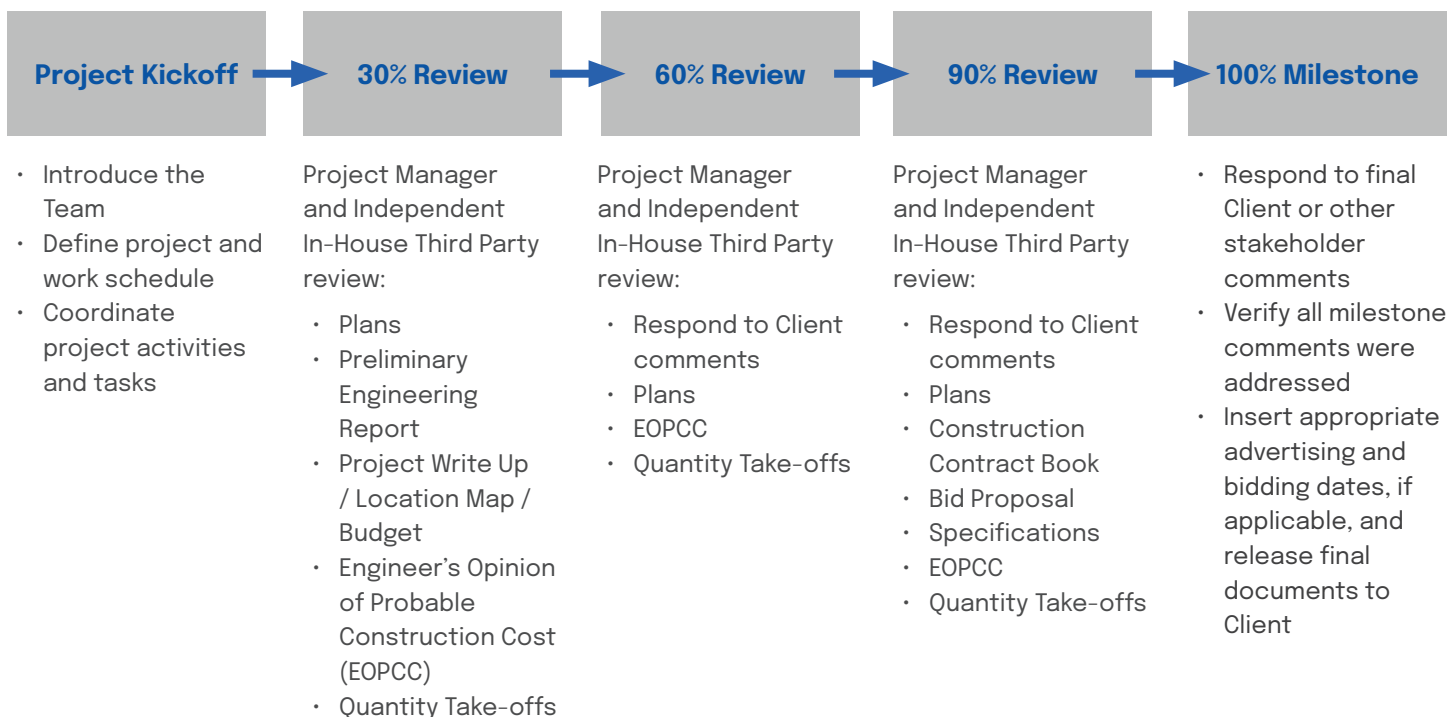 Project Kickoff
30% Review
60% Review
90% Review
100% Milestone
• Introduce the
Team
• Define project and
work schedule
• Coordinate
project activities
and tasks
Project Manager
and Independent
In-House Third Party
review:
• Plans
• Preliminary
Engineering
Report
• Project Write Up
/ Location Map /
Budget
• Engineer’s Opinion
of Probable
Construction Cost
(EOPCC)
• Quantity Take-offs
Project Manager
and Independent
In-House Third Party
review:
• Respond to Client
comments
• Plans
• EOPCC
• Quantity Take-offs
Project Manager
and Independent
In-House Third Party
review:
• Respond to Client
comments
• Plans
• Construction
Contract Book
• Bid Proposal
• Specifications
• EOPCC
• Quantity Take-offs
• Respond to final
Client or other
stakeholder
comments
• Verify all milestone
comments were
addressed
• Insert appropriate
advertising and
bidding dates, if
applicable, and
release final
documents to
Client